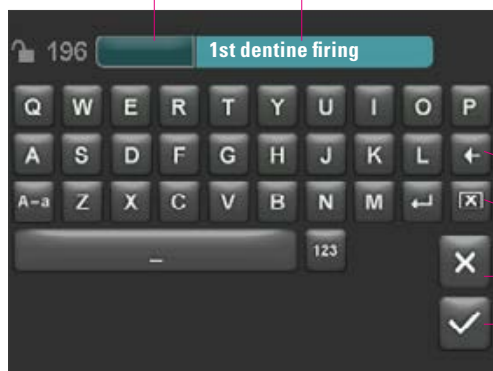 196 1st dentine firing
Q W E R T Y U I O P
A S D F G H J K L
A-a Z X C V B N M
_ 123